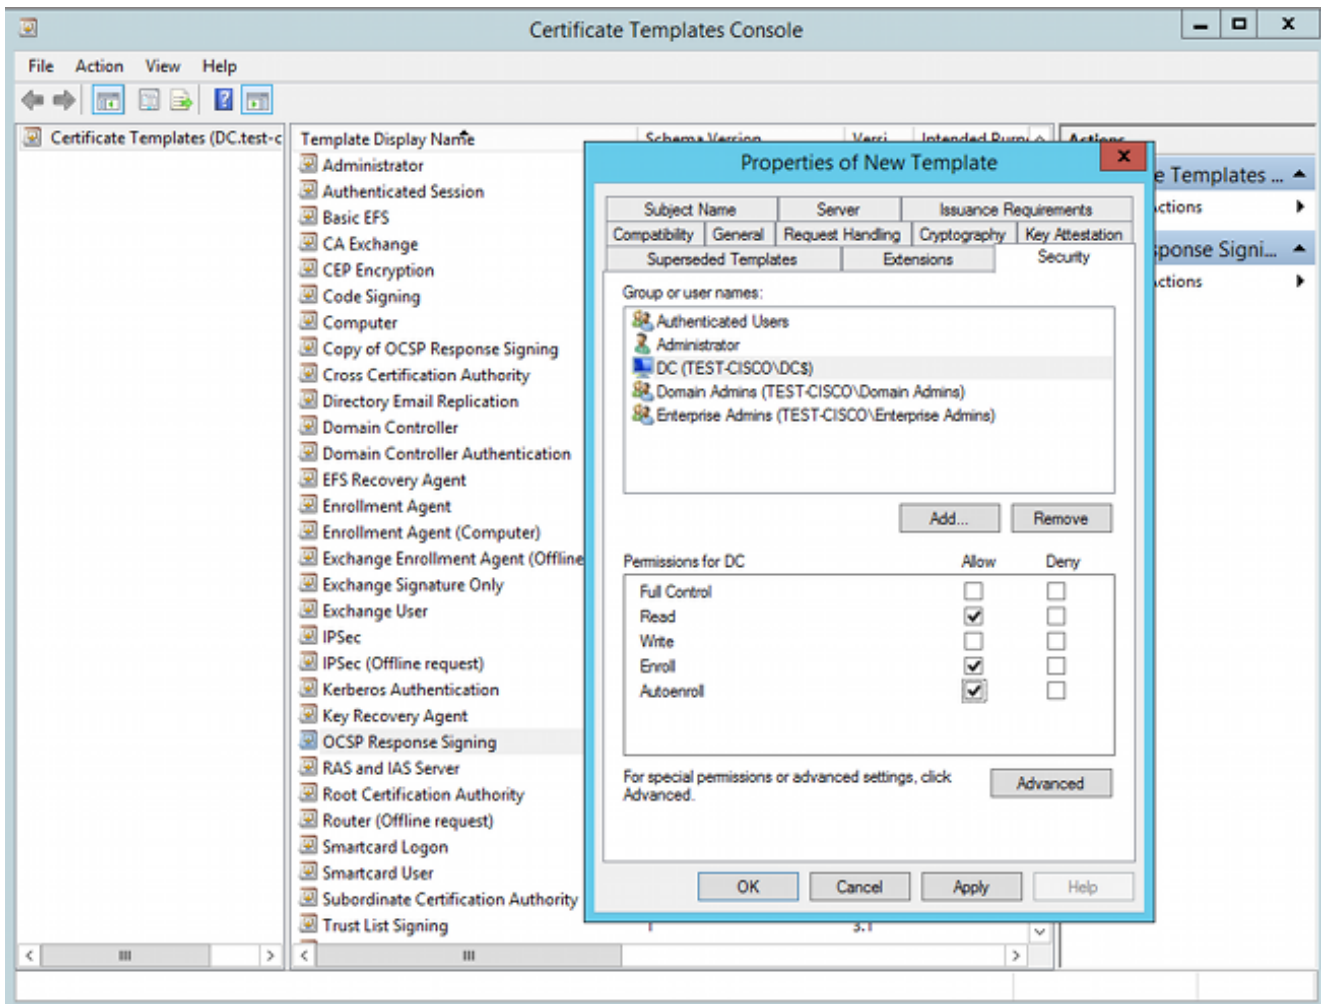 Certificate Templates Console
File Action View Help
Certificate Templates (DC.test-c
Template Display Name Schema Version Versi Intended Purpo Actions
Administrator
Authenticated Session
Basic EFS
CA Exchange
CEP Encryption
Code Signing
Computer
Copy of OCSP Response Signing
Cross Certification Authority
Directory Email Replication
Domain Controller
Domain Controller Authentication
EFS Recovery Agent
Enrollment Agent
Enrollment Agent (Computer)
Exchange Enrollment Agent (Offline
Exchange Signature Only
Exchange User
IPSec
IPSec (Offline request)
Kerberos Authentication
Key Recovery Agent
OCSP Response Signing
RAS and IAS Server
Root Certification Authority
Router (Offline request)
Smartcard Logon
Smartcard User
Subordinate Certification Authority
Trust List Signing 1 3.1
Properties of New Template
Subject Name Server Issuance Requirements
Compatibility General Request Handling Cryptography Key Attestation
Superseded Templates Extensions Security
Group or user names:
Authenticated Users
Administrator
DC (TEST-CISCO\DC$)
Domain Admins (TEST-CISCO\Domain Admins)
Enterprise Admins (TEST-CISCO\Enterprise Admins)
Add... Remove
Permissions for DC Allow Deny
Full Control
Read
Write
Enroll
Autoenroll
For special permissions or advanced settings, click
Advanced.
Advanced
OK Cancel Apply Help
e Templates ...
ctions
ponse Signi...
ctions